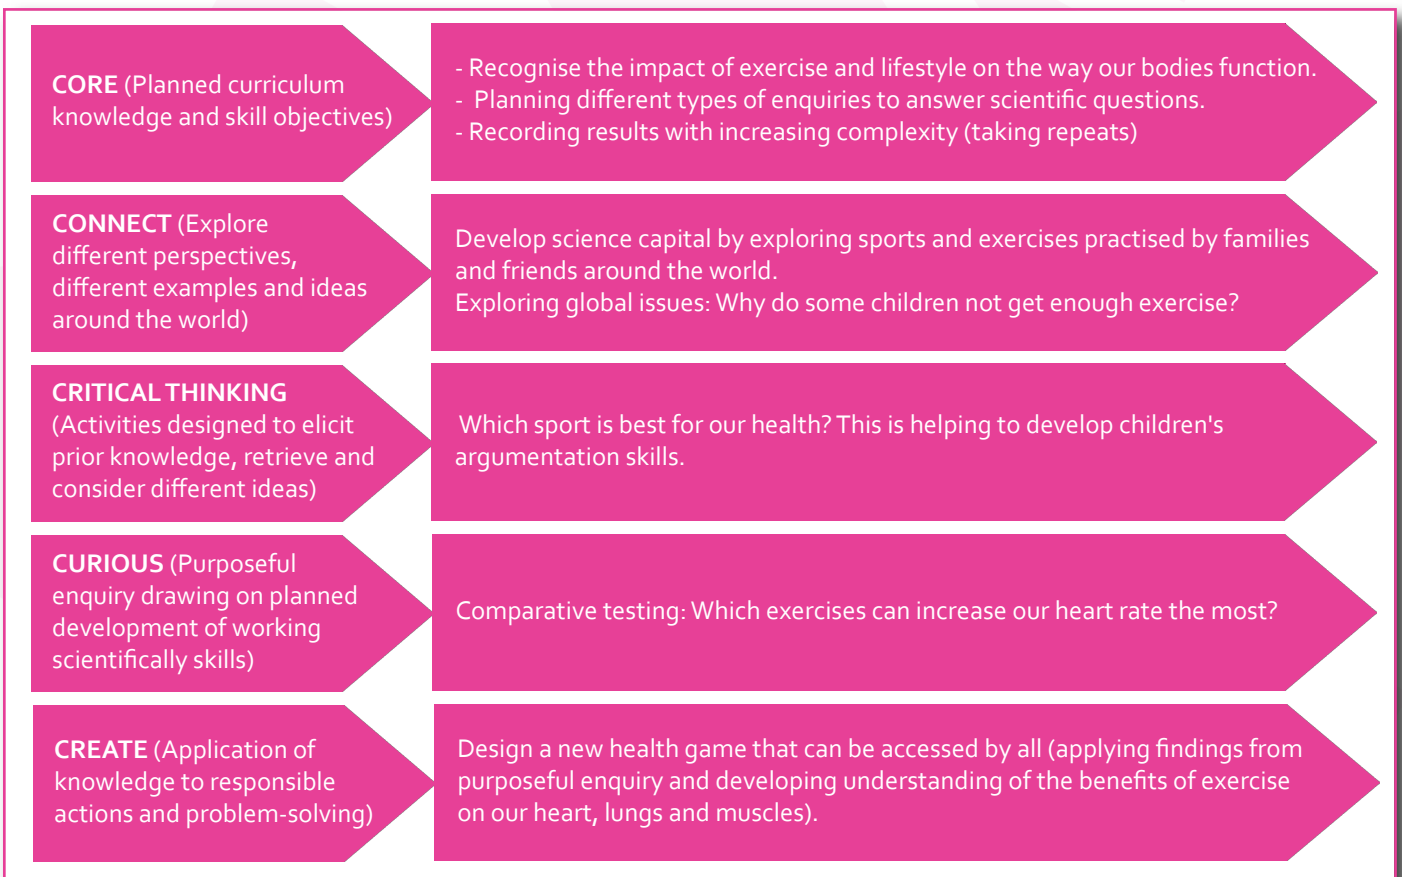 CORE (Planned curriculum
knowledge and skill objectives)
- Recognise the impact of exercise and lifestyle on the way our bodies function.
- Planning different types of enquiries to answer scientific questions.
- Recording results with increasing complexity (taking repeats)
CONNECT (Explore
different perspectives,
different examples and ideas
around the world)
Develop science capital by exploring sports and exercises practised by families
and friends around the world.
Exploring global issues: Why do some children not get enough exercise?
CRITICAL THINKING
(Activities designed to elicit
prior knowledge, retrieve and
consider different ideas)
Which sport is best for our health? This is helping to develop children's
argumentation skills.
CURIOUS (Purposeful
enquiry drawing on planned
development of working
scientifically skills)
Comparative testing: Which exercises can increase our heart rate the most?
CREATE (Application of
knowledge to responsible
actions and problem-solving)
Design a new health game that can be accessed by all (applying findings from
purposeful enquiry and developing understanding of the benefits of exercise
on our heart, lungs and muscles).